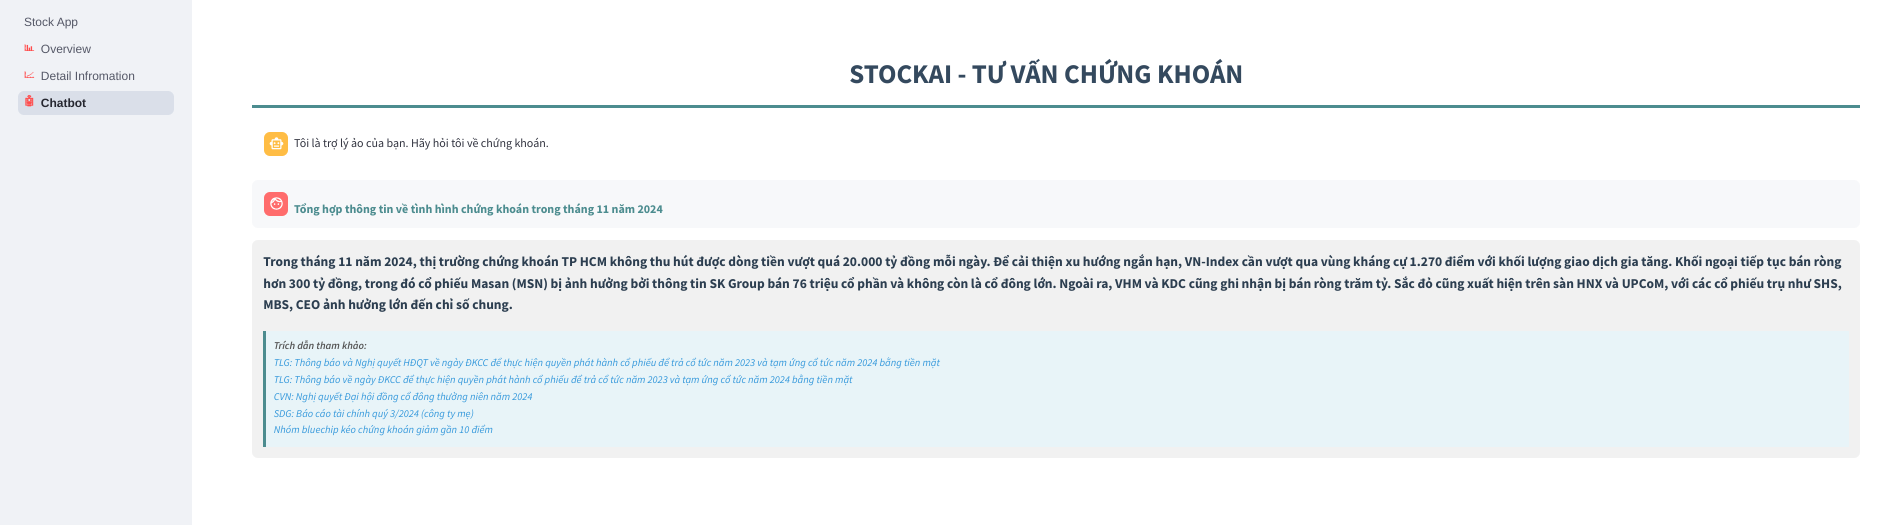 Stock App
Overview
Detail Infromation
Chatbot
STOCKAI - TƯ VẤN CHỨNG KHOÁN
Tôi là trợ lý ảo của bạn. Hãy hỏi tôi về chứng khoán.
Tổng hợp thông tin về tình hình chứng khoán trong tháng 11 năm 2024
Trong tháng 11 năm 2024, thị trường chứng khoán TP HCM không thu hút được dòng tiền vượt quá 20.000 tỷ đồng mỗi ngày. Để cải thiện xu hướng ngắn hạn, VN-Index cần vượt qua vùng kháng cự 1.270 điểm với khối lượng giao dịch gia tăng. Khối ngoại tiếp tục bán ròng
hơn 300 tỷ đồng, trong đó cổ phiếu Masan (MSN) bị ảnh hưởng bởi thông tin SK Group bán 76 triệu cổ phần và không còn là cổ đông lớn. Ngoài ra, VHM và KDC cũng ghi nhận bị bán ròng trăm tỷ. Sắc đỏ cũng xuất hiện trên sàn HNX và UPCoM, với các cổ phiếu trụ như SHS,
MBS, CEO ảnh hưởng lớn đến chỉ số chung.
Trích dẫn tham khảo:
TLG: Thông báo và Nghị quyết HĐQT về ngày ĐKCC để thực hiện quyền phát hành cổ phiếu để trả cổ tức năm 2023 và tạm ứng cổ tức năm 2024 bằng tiền mặt
TLG: Thông báo về ngày ĐKCC để thực hiện quyền phát hành cổ phiếu để trả cổ tức năm 2023 và tạm ứng cổ tức năm 2024 bằng tiền mặt
CVN: Nghị quyết Đại hội đồng cổ đông thường niên năm 2024
SDG: Báo cáo tài chính quý 3/2024 (công ty mẹ)
Nhóm bluechip kéo chứng khoán giảm gần 10 điểm